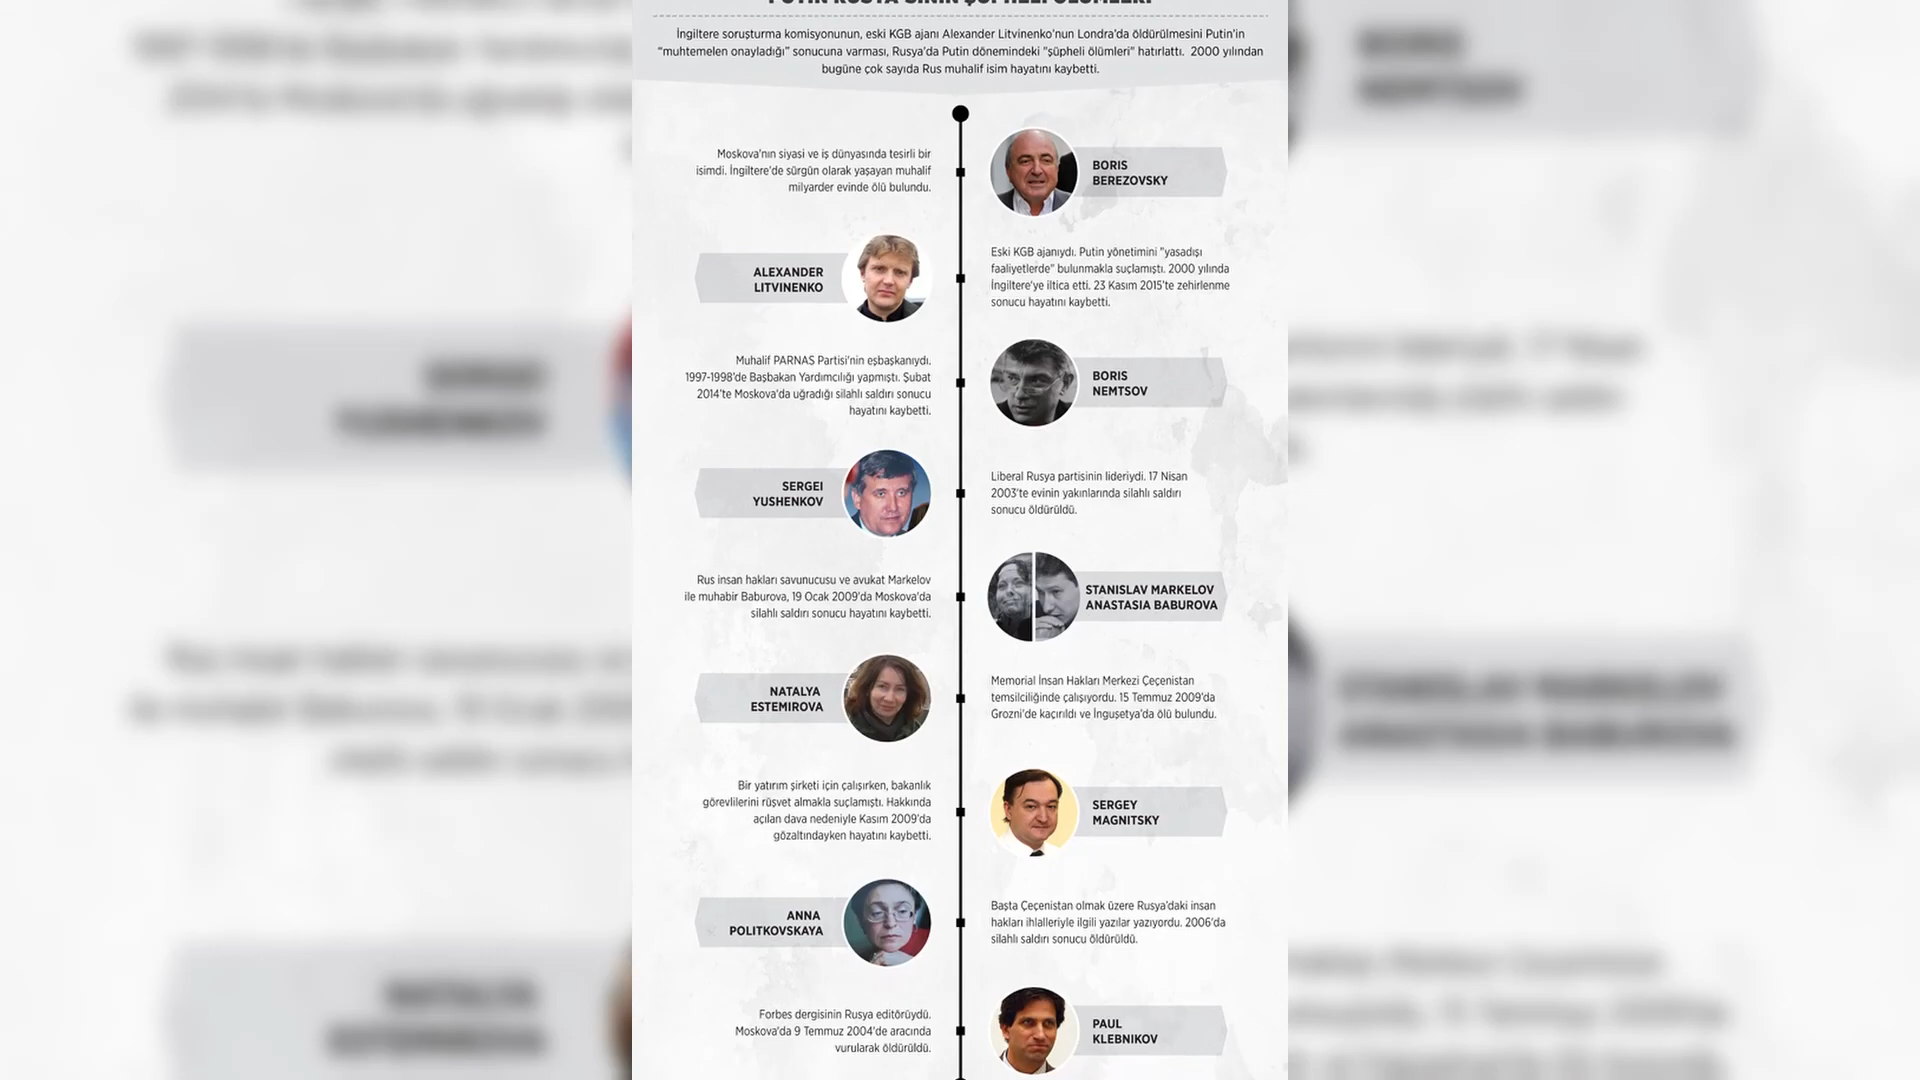 İngiltere soruşturma komisyonunun, eski KGB ajanı Alexander Litvinenko'nun Londra'da öldürülmesini Putin'in
"muhtemelen onayladığı" sonucuna varması, Rusya'da Putin dönemindeki "şüpheli ölümleri" hatırlattı. 2000 yılından
bugüne çok sayıda Rus muhalif isim hayatını kaybetti.
Moskova'nın siyasi ve iş dünyasında tesirli bir
isimdi. İngiltere'de sürgün olarak yaşayan muhalif
milyarder evinde ölü bulundu.
BORIS
BEREZOVSKY
ALEXANDER
LITVINENKO
Eski KGB ajanıydı. Putin yönetimini "yasadışı
faaliyetlerde" bulunmakla suçlamıştı. 2000 yılında
İngiltere'ye iltica etti. 23 Kasım 2015'te zehirlenme
sonucu hayatını kaybetti.
Muhalif PARNAS Partisi'nin eşbaşkanıydı.
1997-1998'de Başbakan Yardımcılığı yapmıştı. Şubat
2014'te Moskova'da uğradığı silahlı saldırı sonucu
hayatını kaybetti.
BORIS
NEMTSOV
SERGEI
YUSHENKOV
Liberal Rusya partisinin lideriydi. 17 Nisan
2003'te evinin yakınlarında silahlı saldırı
sonucu öldürüldü.
Rus insan hakları savunucusu ve avukat Markelov
ile muhabir Baburova, 19 Ocak 2009'da Moskova'da
silahlı saldırı sonucu hayatını kaybetti.
STANISLAV MARKELOV
ANASTASIA BABUROVA
NATALYA
ESTEMIROVA
Memorial İnsan Hakları Merkezi Çeçenistan
temsilciliğinde çalışıyordu. 15 Temmuz 2009'da
Grozni'de kaçırıldı ve İnguşetya'da ölü bulundu.
Bir yatırım şirketi için çalışırken, bakanlık
görevlilerini rüşvet almakla suçlamıştı. Hakkında
açılan dava nedeniyle Kasım 2009'da
gözaltındayken hayatını kaybetti.
SERGEY
MAGNITSKY
ANNA
POLITKOVSKAYA
Başta Çeçenistan olmak üzere Rusya'daki insan
hakları ihlalleriyle ilgili yazılar yazıyordu. 2006'da
silahlı saldırı sonucu öldürüldü.
Forbes dergisinin Rusya editörüydü.
Moskova'da 9 Temmuz 2004'de aracında
vurularak öldürüldü.
PAUL
KLEBNIKOV